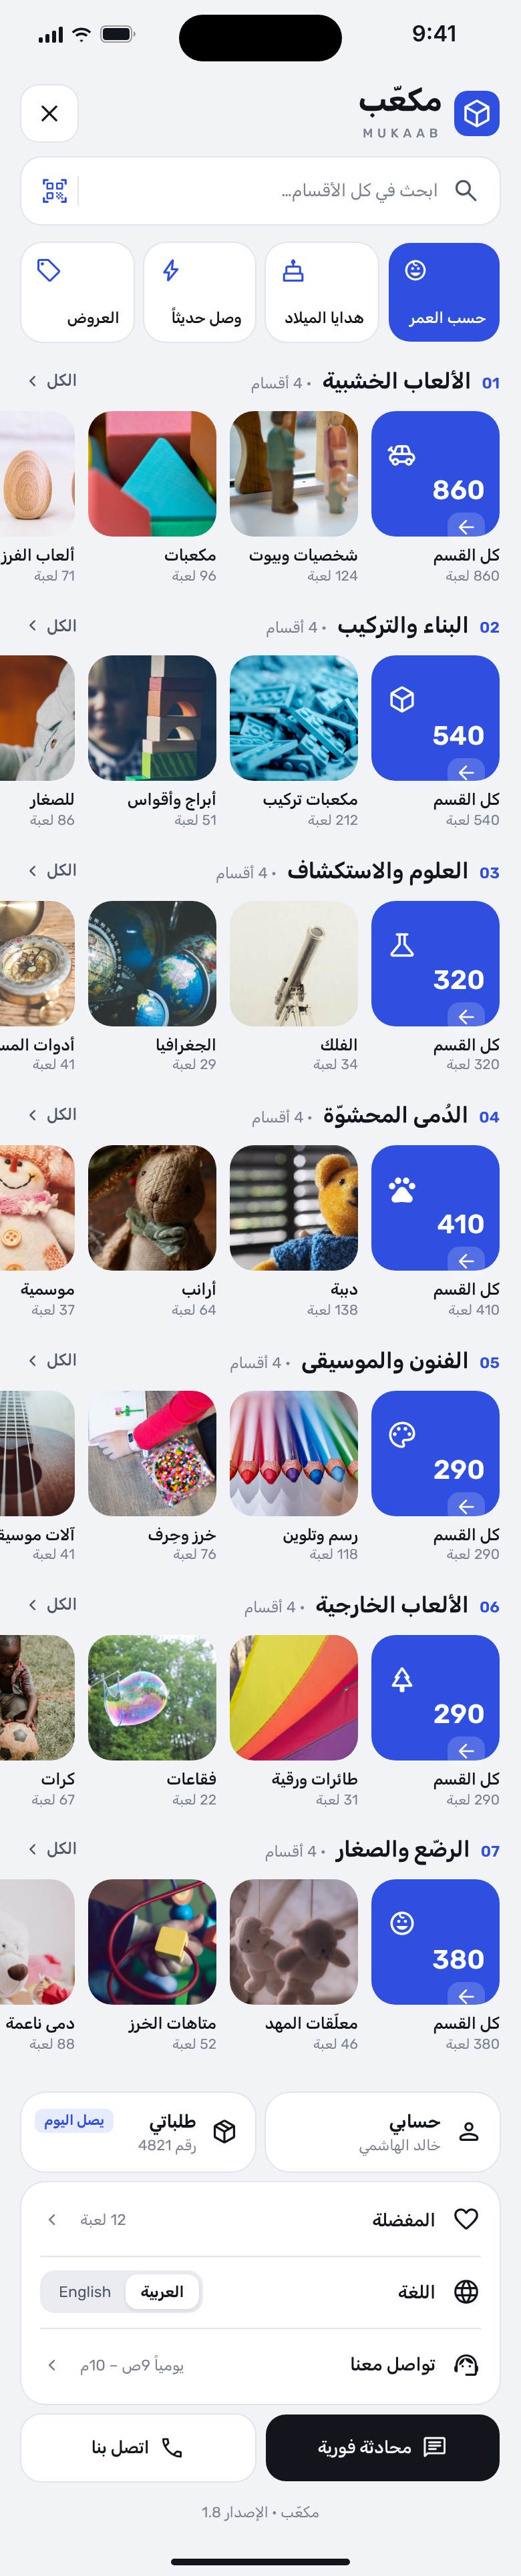 9:41
مكعّب
MUKAAB
ابحث في كل الأقسام...
حسب العمر
هدايا الميلاد
وصل حديثاً
العروض
01 الألعاب الخشبية • 4 أقسام الكل
860
كل القسم
860 لعبة
شخصيات وبيوت
124 لعبة
مكعبات
96 لعبة
ألعاب الفرز
71 لعبة
02 البناء والتركيب • 4 أقسام الكل
540
كل القسم
540 لعبة
مكعبات تركيب
212 لعبة
أبراج وأقواس
51 لعبة
للصغار
86 لعبة
03 العلوم والاستكشاف • 4 أقسام الكل
320
كل القسم
320 لعبة
الفلك
34 لعبة
الجغرافيا
29 لعبة
أدوات المس
41 لعبة
04 الدُمى المحشوّة • 4 أقسام الكل
410
كل القسم
410 لعبة
دببة
138 لعبة
أرانب
64 لعبة
موسمية
37 لعبة
05 الفنون والموسيقى • 4 أقسام الكل
290
كل القسم
290 لعبة
رسم وتلوين
118 لعبة
خرز وحِرف
76 لعبة
آلات موسيق
41 لعبة
06 الألعاب الخارجية • 4 أقسام الكل
290
كل القسم
290 لعبة
طائرات ورقية
31 لعبة
فقاعات
22 لعبة
كرات
67 لعبة
07 الرضّع والصغار • 4 أقسام الكل
380
كل القسم
380 لعبة
معلّقات المهد
46 لعبة
متاهات الخرز
52 لعبة
دمى ناعمة
88 لعبة
حسابي
خالد الهاشمي
طلباتي
رقم 4821
يصل اليوم
المفضلة
12 لعبة
اللغة
العربية
English
تواصل معنا
يومياً 9ص – 10م
محادثة فورية
اتصل بنا
مكعّب • الإصدار 1.8